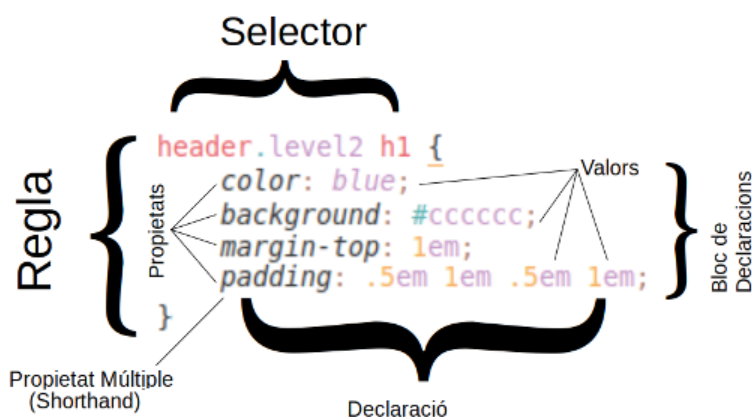 Selector
Regla
header.level2 h1 {
color: blue;
background: #cccccc;
margin-top: 1em;
padding: .5em 1em .5em 1em;
}
Propietats
Valors
Bloc de
Declaracions
Propietat Múltiple
(Shorthand)
Declaració